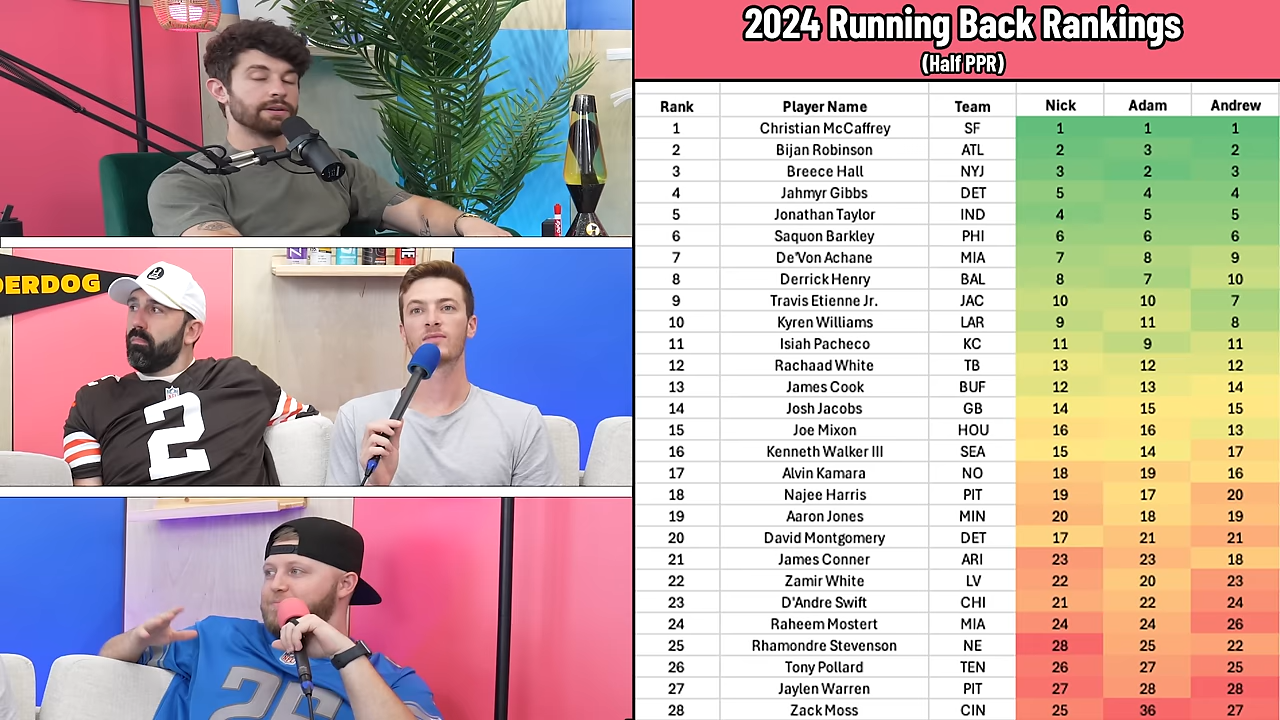 2024 Running Back Rankings
(Half PPR)
Rank Player Name Team Nick Adam Andrew
1 Christian McCaffrey SF 1 1 1
2 Bijan Robinson ATL 2 3 2
3 Breece Hall NYJ 3 2 3
4 Jahmyr Gibbs DET 5 4 4
5 Jonathan Taylor IND 4 5 5
6 Saquon Barkley PHI 6 6 6
7 De'Von Achane MIA 7 8 9
8 Derrick Henry BAL 8 7 10
9 Travis Etienne Jr. JAC 10 10 7
10 Kyren Williams LAR 9 11 8
11 Isiah Pacheco KC 11 9 11
12 Rachaad White TB 13 12 12
13 James Cook BUF 12 13 14
14 Josh Jacobs GB 14 15 15
15 Joe Mixon HOU 16 16 13
16 Kenneth Walker III SEA 15 14 17
17 Alvin Kamara NO 18 19 16
18 Najee Harris PIT 19 17 20
19 Aaron Jones MIN 20 18 19
20 David Montgomery DET 17 21 21
21 James Conner ARI 23 23 18
22 Zamir White LV 22 20 23
23 D'Andre Swift CHI 21 22 24
24 Raheem Mostert MIA 24 24 26
25 Rhamondre Stevenson NE 28 25 22
26 Tony Pollard TEN 26 27 25
27 Jaylen Warren PIT 27 28 28
28 Zack Moss CIN 25 36 27
DERDOG
2
2
NFL
26